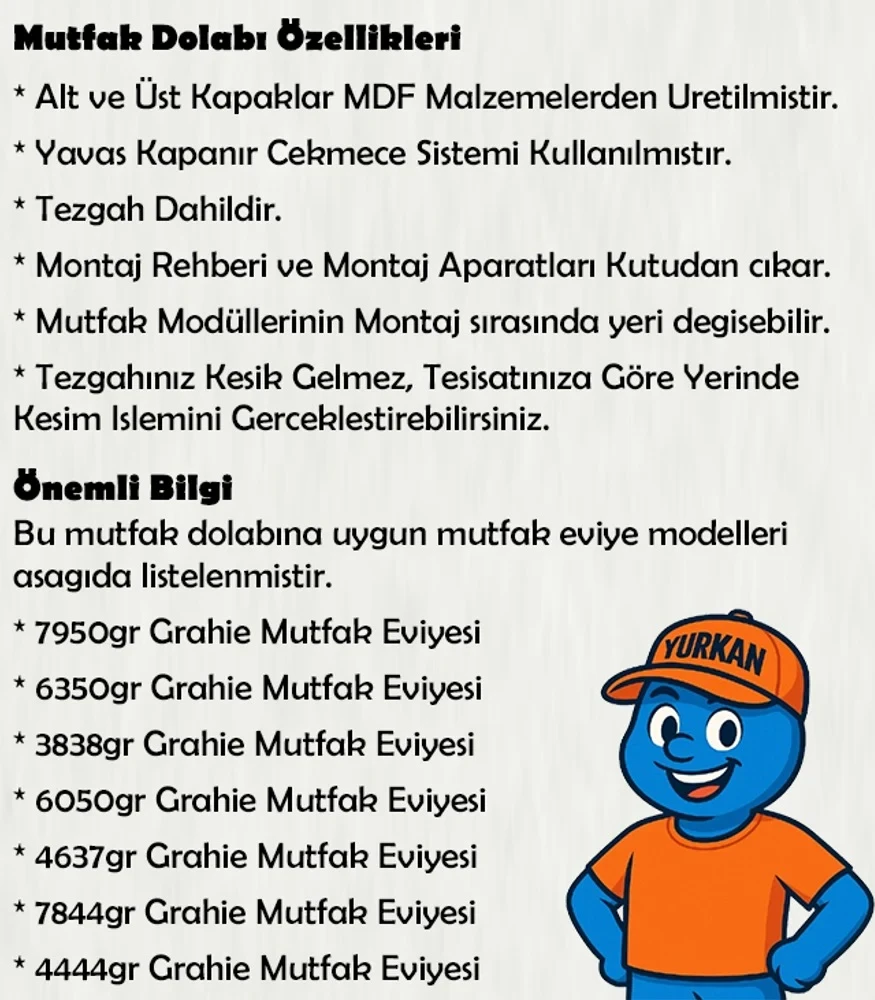 Mutfak Dolabı Özellikleri
* Alt ve Üst Kapaklar MDF Malzemelerden Uretilmistir.
* Yavas Kapanır Cekmece Sistemi Kullanılmıstır.
* Tezgah Dahildir.
* Montaj Rehberi ve Montaj Aparatları Kutudan cıkar.
* Mutfak Modüllerinin Montaj sırasında yeri degisebilir.
* Tezgahınız Kesik Gelmez, Tesisatınıza Göre Yerinde
Kesim Islemini Gerceklestirebilirsiniz.
Önemli Bilgi
Bu mutfak dolabına uygun mutfak eviye modelleri
asagıda listelenmistir.
* 7950gr Grahie Mutfak Eviyesi
* 6350gr Grahie Mutfak Eviyesi
YURKAN
* 3838gr Grahie Mutfak Eviyesi
* 6050gr Grahie Mutfak Eviyesi
* 4637gr Grahie Mutfak Eviyesi
* 7844gr Grahie Mutfak Eviyesi
* 4444gr Grahie Mutfak Eviyesi